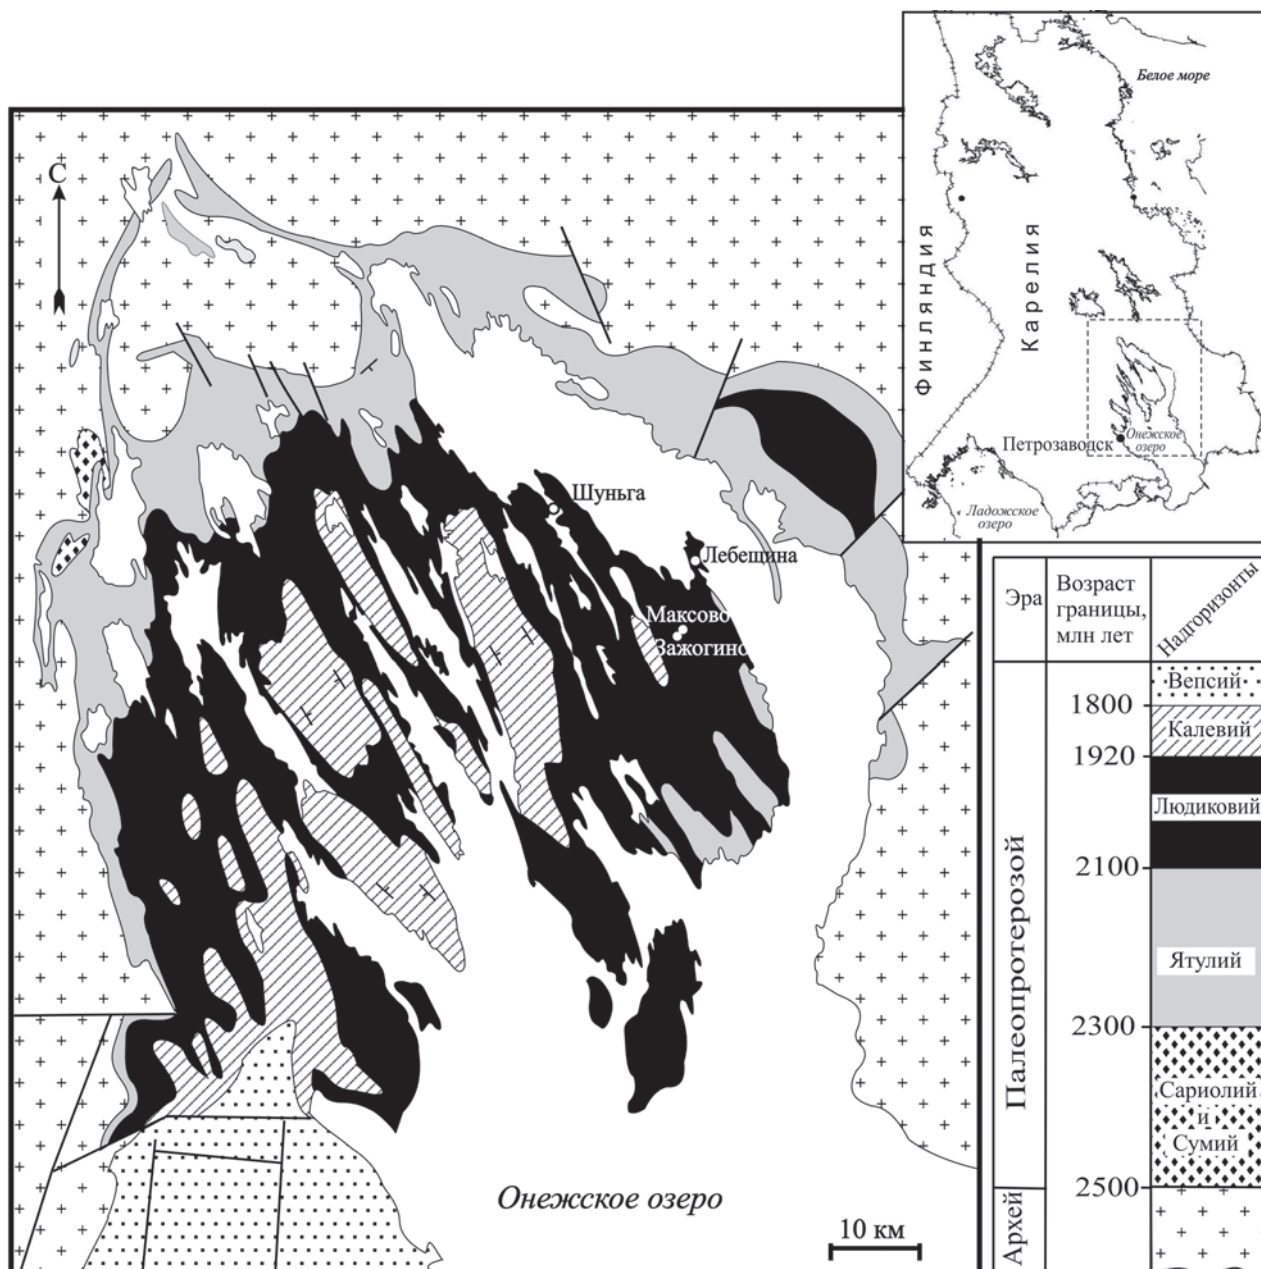 С
Шуньга
Лебещина
Максово
Зажогино
Онежское озеро
10 км
Белое море
ФИНЛЯНДИЯ
Карелия
Петрозаводск
Онежское
озеро
Ладожское
озеро
Эра
Возраст
границы,
млн лет
Надгоризонты
Палеопротерозой
Архей
1800
1920
2100
2300
2500
Вепсий
Калевий
Людиковий
Ятулий
Сариолий
и
Сумий